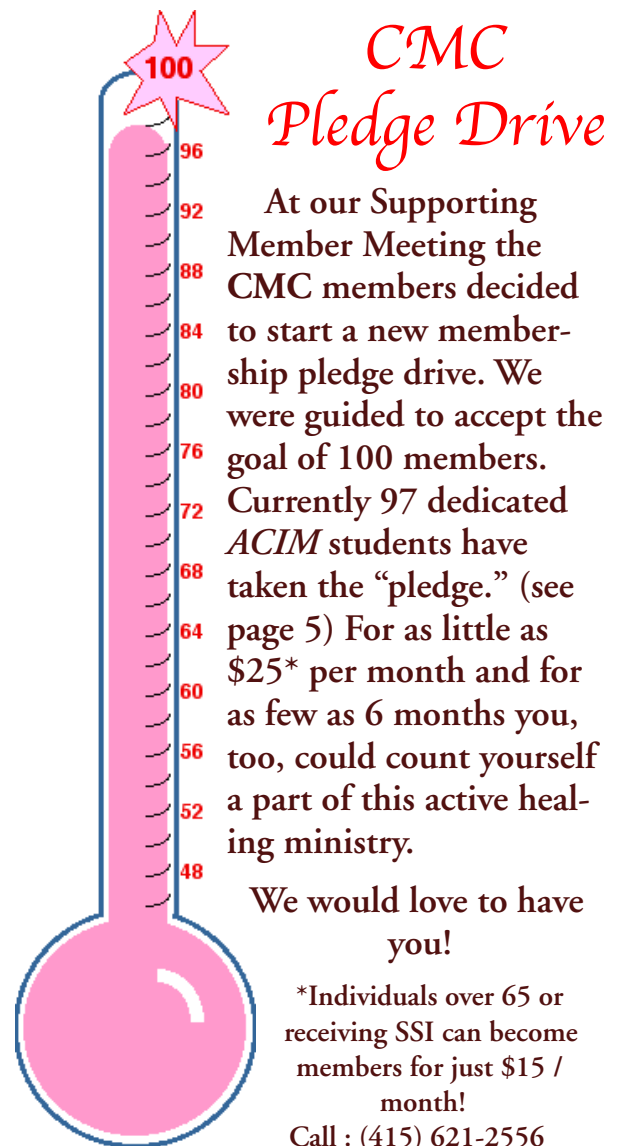 CMC
Pledge Drive
100
96
92
88
84
80
76
72
68
64
60
56
52
48
At our Supporting
Member Meeting the
CMC members decided
to start a new member-
ship pledge drive. We
were guided to accept the
goal of 100 members.
Currently 97 dedicated
ACIM students have
taken the “pledge.” (see
page 5) For as little as
$25* per month and for
as few as 6 months you,
too, could count yourself
a part of this active heal-
ing ministry.
We would love to have
you!
*Individuals over 65 or
receiving SSI can become
members for just $15 /
month!
Call : (415) 621-2556